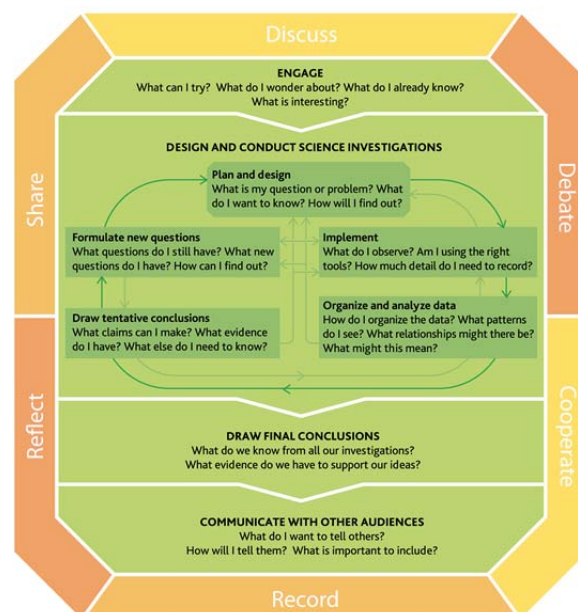 Discuss
ENGAGE
What can I try? What do I wonder about? What do I already know?
What is interesting?
Share
Debate
DESIGN AND CONDUCT SCIENCE INVESTIGATIONS
Plan and design
What is my question or problem? What
do I want to know? How will I find out?
Formulate new questions
What questions do I still have? What new
questions do I have? How can I find out?
Implement
What do I observe? Am I using the right
tools? How much detail do I need to record?
Draw tentative conclusions
What claims can I make? What evidence
do I have? What else do I need to know?
Organize and analyze data
How do I organize the data? What patterns
do I see? What relationships might there be?
What might this mean?
Reflect
Cooperate
DRAW FINAL CONCLUSIONS
What do we know from all our investigations?
What evidence do we have to support our ideas?
COMMUNICATE WITH OTHER AUDIENCES
What do I want to tell others?
How will I tell them? What is important to include?
Record